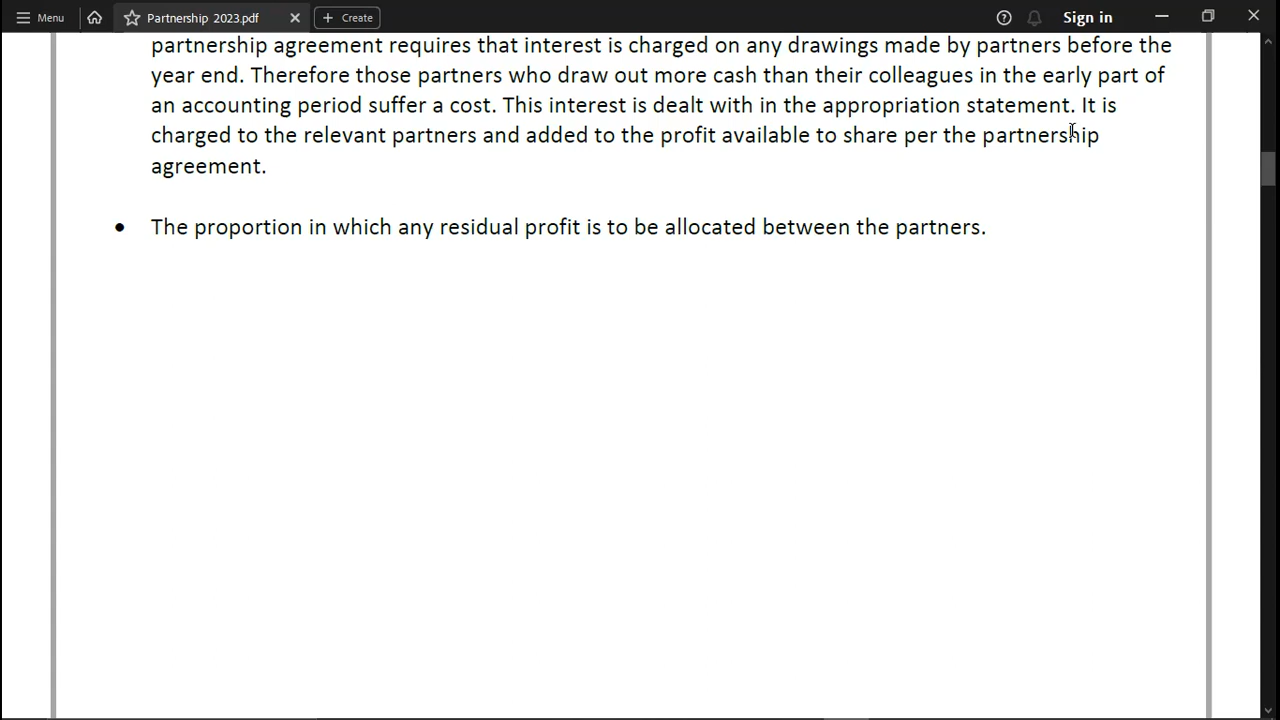 Menu
Partnership 2023.pdf
Create
Sign in
partnership agreement requires that interest is charged on any drawings made by partners before the
year end. Therefore those partners who draw out more cash than their colleagues in the early part of
an accounting period suffer a cost. This interest is dealt with in the appropriation statement. It is
charged to the relevant partners and added to the profit available to share per the partnership
agreement.
• The proportion in which any residual profit is to be allocated between the partners.